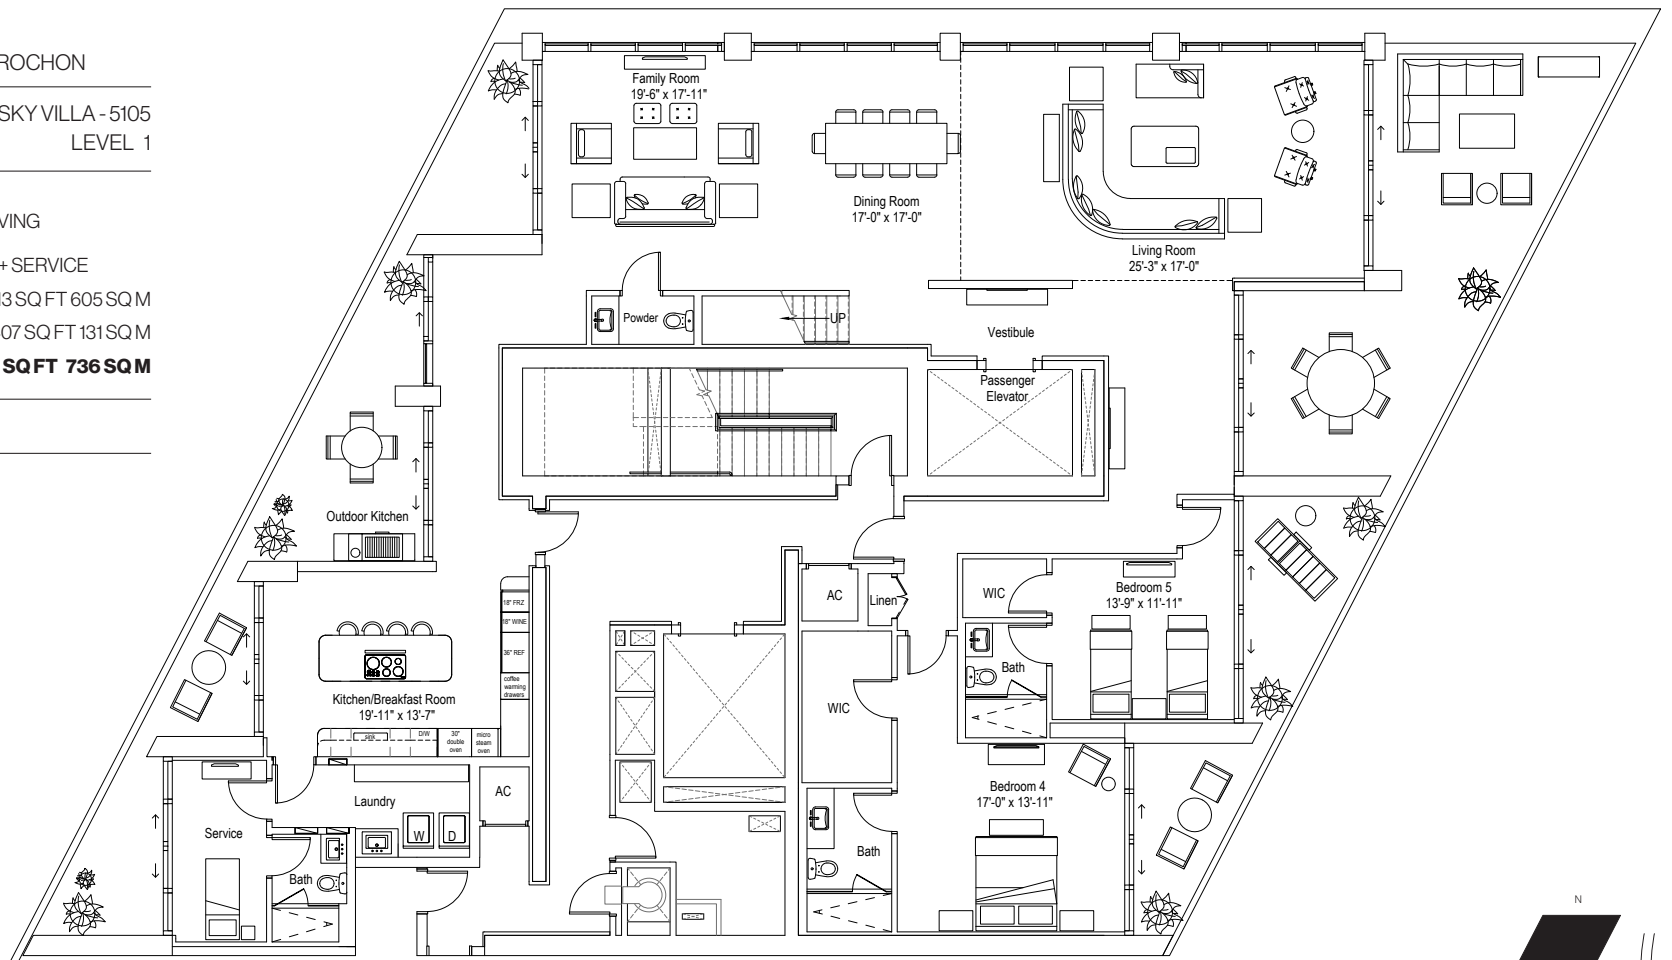 ROCHON
SKY VILLA - 5105
LEVEL 1
VING
+ SERVICE
13 SQ FT 605 SQ M
07 SQ FT 131 SQ M
SQ FT 736 SQ M
Family Room
19'-6" x 17'-11"
Dining Room
17'-0" x 17'-0"
Living Room
25'-3" x 17'-0"
Powder
UP
Vestibule
Passenger
Elevator
Outdoor Kitchen
18" FRZ
18" WINE
36" REF
coffee
warming
drawers
Kitchen/Breakfast Room
19'-11" x 13'-7"
sink
D/W
30"
double
oven
micro
steam
oven
AC
Linen
WIC
Bedroom 5
13'-9" x 11'-11"
Bath
WIC
Bedroom 4
17'-0" x 13'-11"
Bath
AC
Laundry
W
D
Service
Bath
N